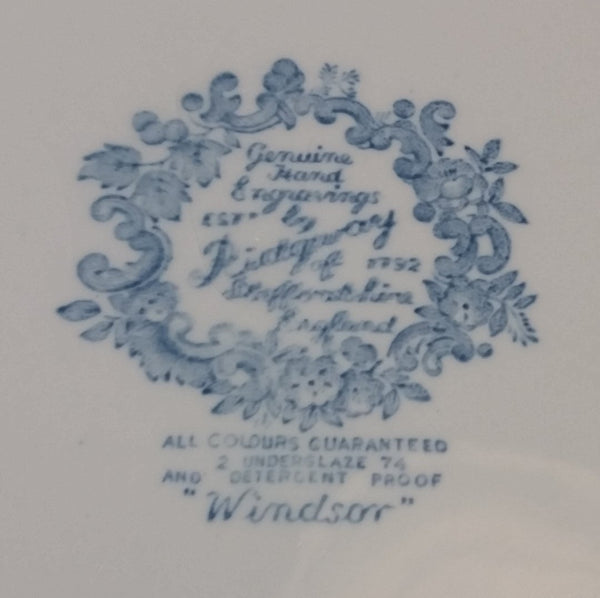 Genuine
Hand
Engravings
ESTD by
Ridgway
of 1792
Staffordshire
England
ALL COLOURS GUARANTEED
2 UNDERGLAZE 74
AND DETERGENT PROOF
"Windsor"